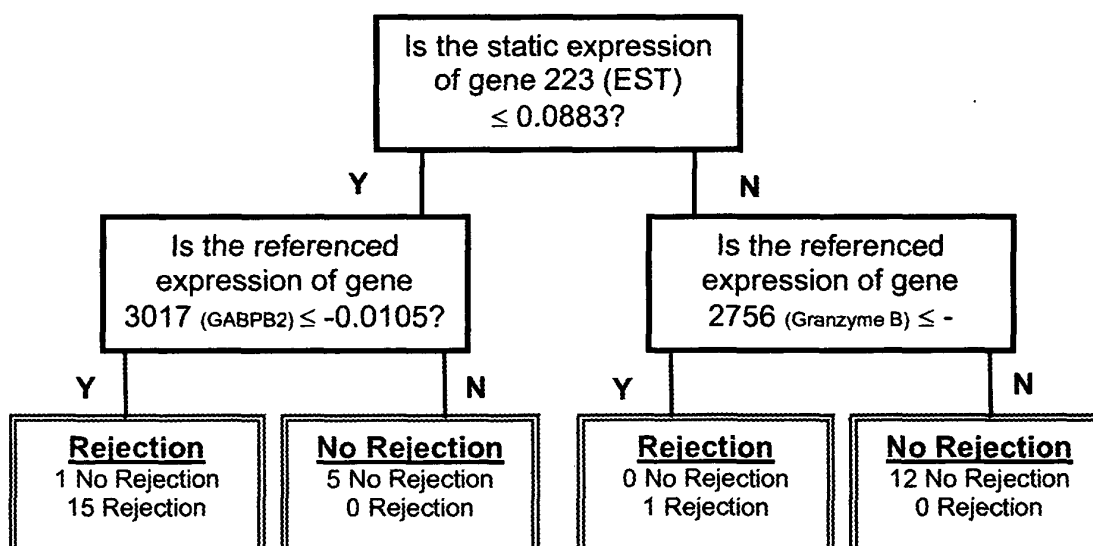 Is the static expression
of gene 223 (EST)
≤ 0.0883?
Y
N
Is the referenced
expression of gene
3017 (GABPB2) ≤ -0.0105?
Is the referenced
expression of gene
2756 (Granzyme B) ≤ -
Y
N
Y
N
Rejection
1 No Rejection
15 Rejection
No Rejection
5 No Rejection
0 Rejection
Rejection
0 No Rejection
1 Rejection
No Rejection
12 No Rejection
0 Rejection